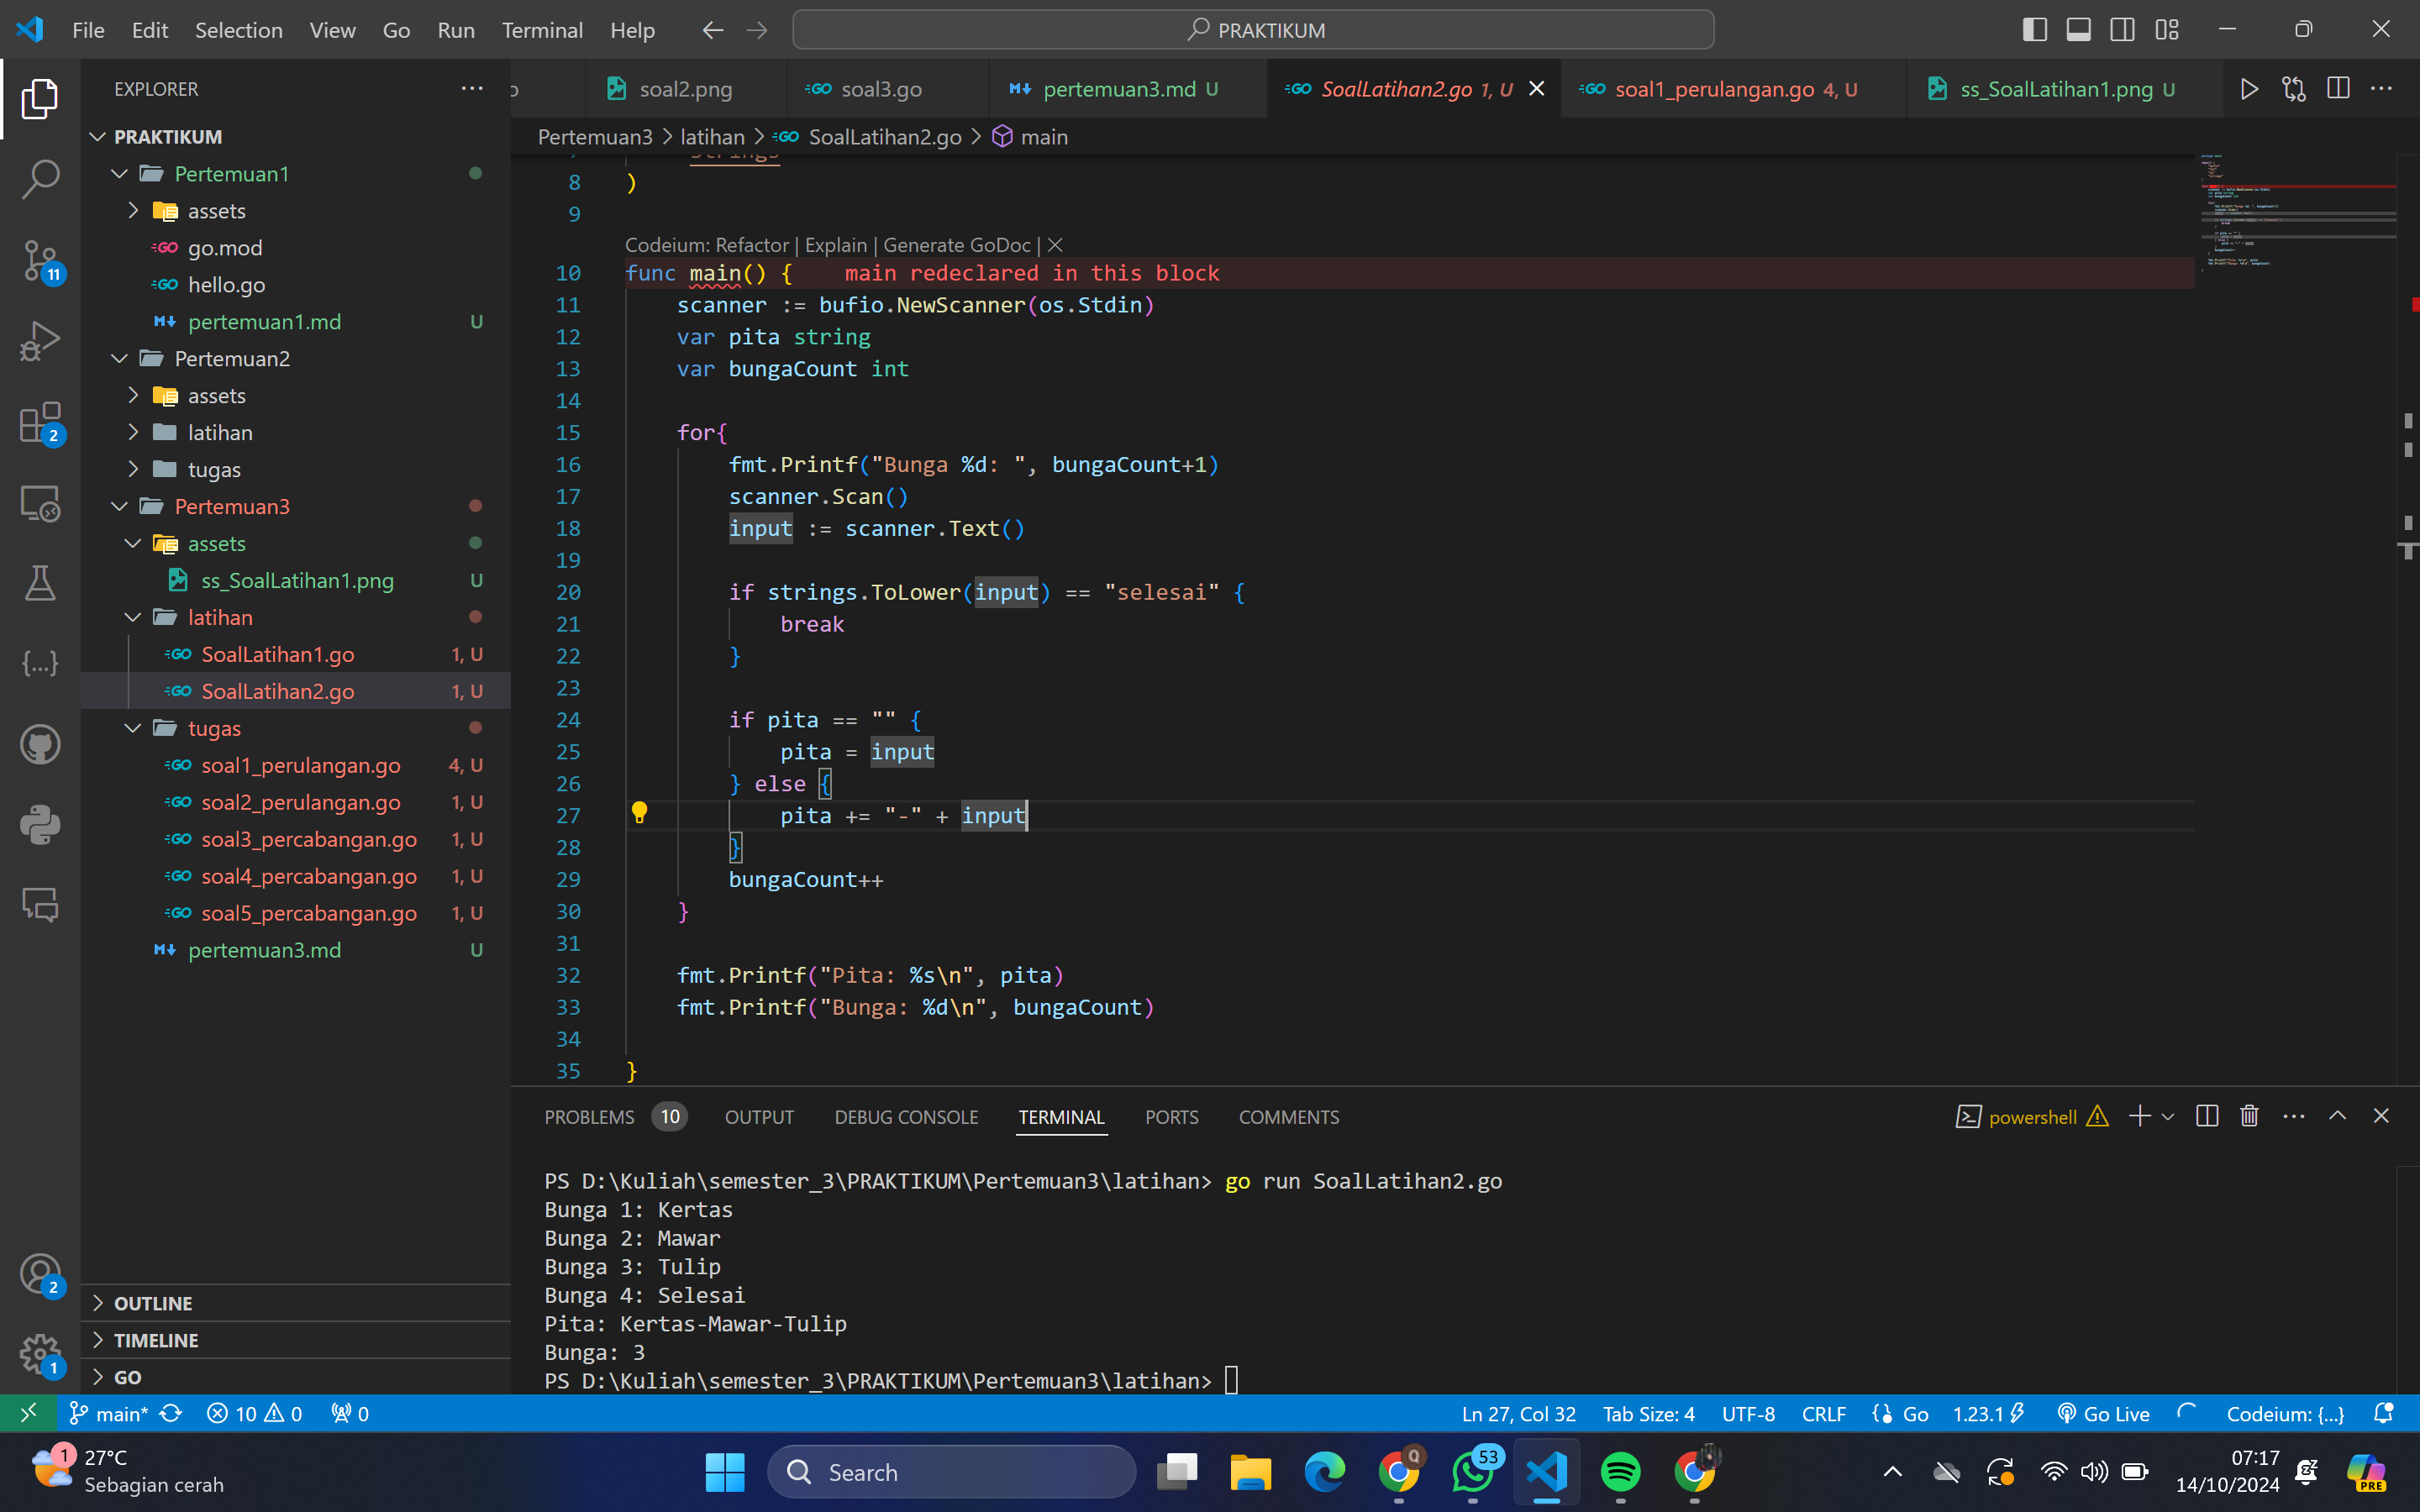 File Edit Selection View Go Run Terminal Help PRAKTIKUM
EXPLORER
PRAKTIKUM
Pertemuan1
assets
go.mod
hello.go
pertemuan1.md U
Pertemuan2
assets
latihan
tugas
Pertemuan3
assets
ss_SoalLatihan1.png U
latihan
SoalLatihan1.go 1, U
SoalLatihan2.go 1, U
tugas
soal1_perulangan.go 4, U
soal2_perulangan.go 1, U
soal3_percabangan.go 1, U
soal4_percabangan.go 1, U
soal5_percabangan.go 1, U
pertemuan3.md U
OUTLINE
TIMELINE
GO
11
2
2
1
soal2.png soal3.go pertemuan3.md U SoalLatihan2.go 1, U soal1_perulangan.go 4, U ss_SoalLatihan1.png U
Pertemuan3 > latihan > SoalLatihan2.go > main
8 )
9
Codeium: Refactor | Explain | Generate GoDoc | X
10 func main() { main redeclared in this block
11 scanner := bufio.NewScanner(os.Stdin)
12 var pita string
13 var bungaCount int
14
15 for{
16 fmt.Printf("Bunga %d: ", bungaCount+1)
17 scanner.Scan()
18 input := scanner.Text()
19
20 if strings.ToLower(input) == "selesai" {
21 break
22 }
23
24 if pita == "" {
25 pita = input
26 } else {
27 pita += "-" + input
28 }
29 bungaCount++
30 }
31
32 fmt.Printf("Pita: %s\n", pita)
33 fmt.Printf("Bunga: %d\n", bungaCount)
34
35 }
PROBLEMS 10 OUTPUT DEBUG CONSOLE TERMINAL PORTS COMMENTS powershell
PS D:\Kuliah\semester_3\PRAKTIKUM\Pertemuan3\latihan> go run SoalLatihan2.go
Bunga 1: Kertas
Bunga 2: Mawar
Bunga 3: Tulip
Bunga 4: Selesai
Pita: Kertas-Mawar-Tulip
Bunga: 3
PS D:\Kuliah\semester_3\PRAKTIKUM\Pertemuan3\latihan>
main* 10 0 0 Ln 27, Col 32 Tab Size: 4 UTF-8 CRLF Go 1.23.1 Go Live Codeium: {...}
1 27°C
Sebagian cerah
Search
Q
53
07:17
14/10/2024
PRE